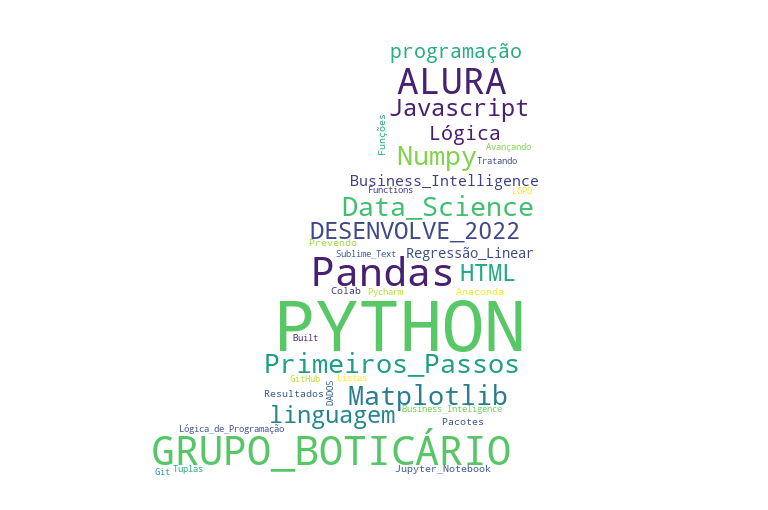 programação
ALURA
Javascript
Funções
Lógica
Avançando
Numpy
Tratando
Business_Intelligence
Functions
LGPD
Data_Science
DESENVOLVE_2022
Prevendo
Sublime_Text
Regressão_Linear
Pandas
HTML
Colab
Pycharm
Anaconda
PYTHON
Built
Primeiros_Passos
GitHub
Listas
Resultados
DADOS
Matplotlib
linguagem
Business_Inteligence
Pacotes
Lógica_de_Programação
GRUPO_BOTICÁRIO
Git
Tuplas
Jupyter_Notebook